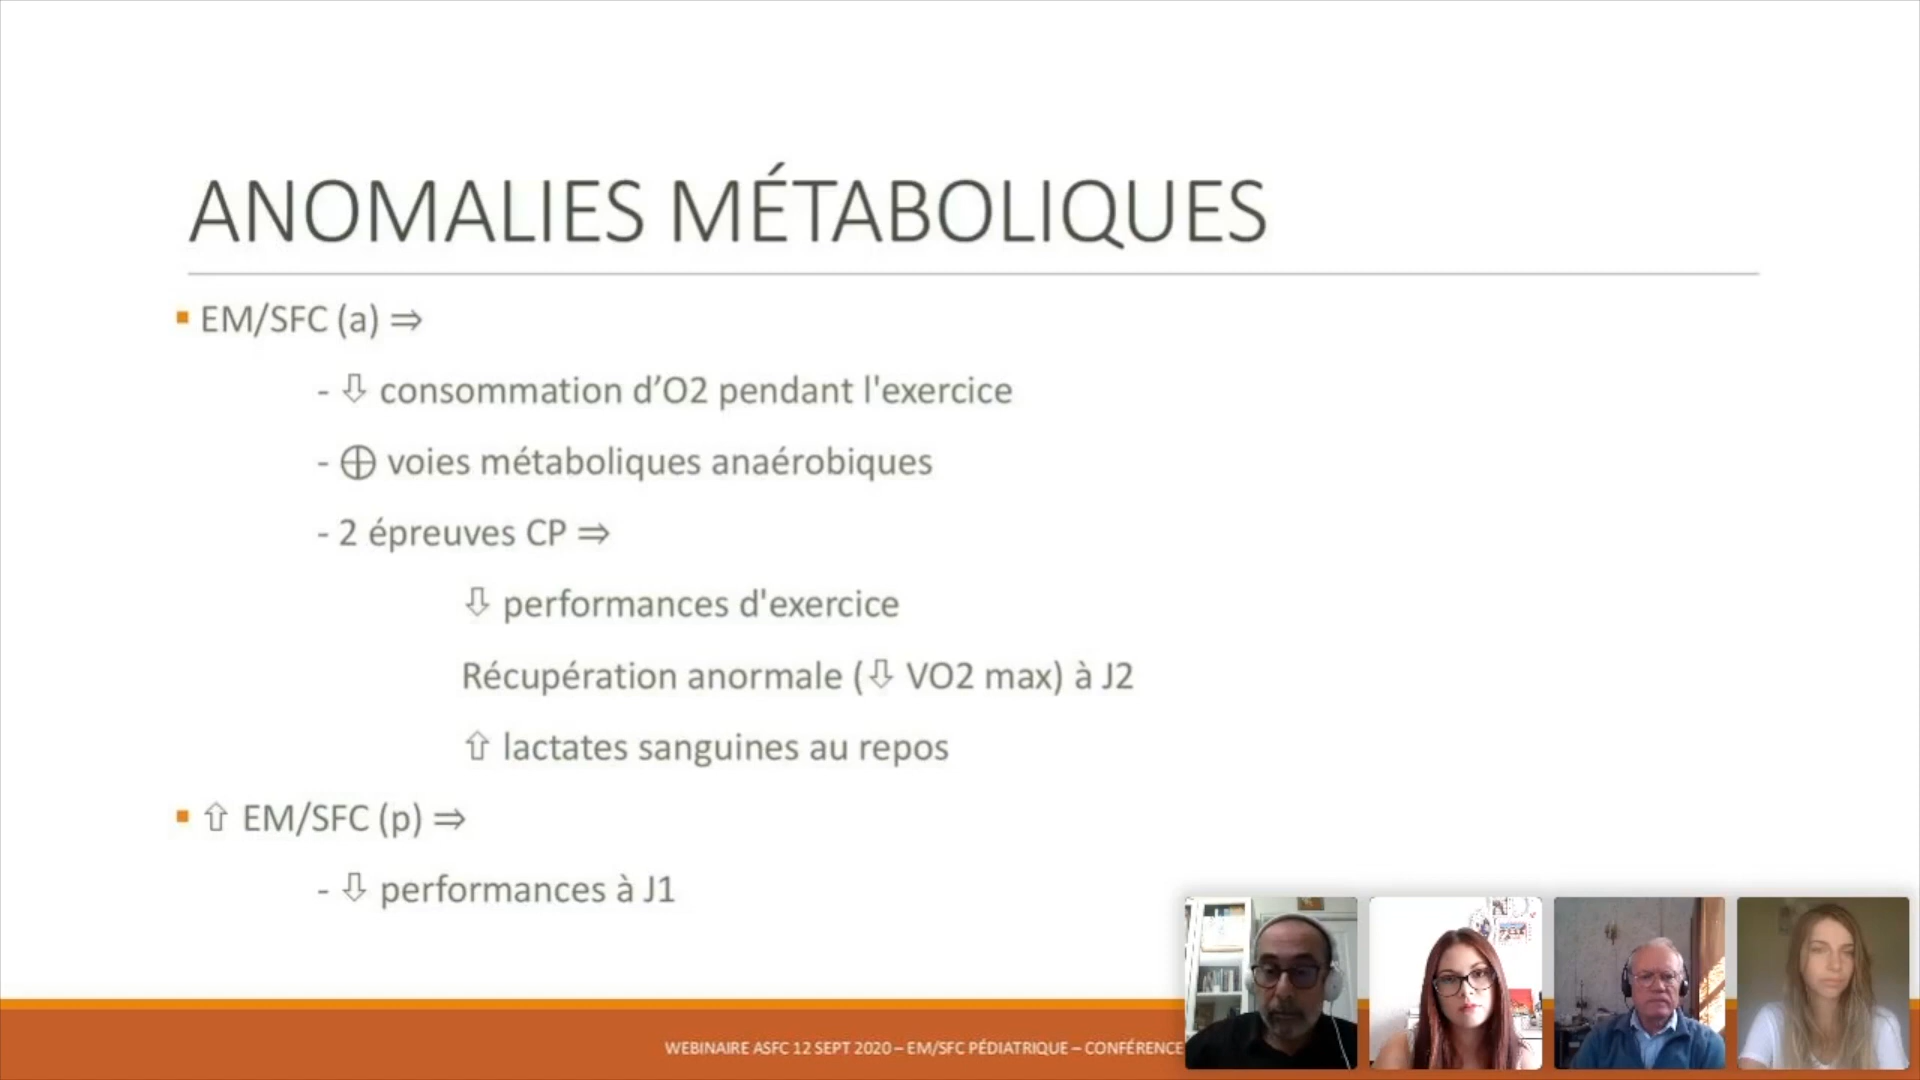 ANOMALIES MÉTABOLIQUES
▪ EM/SFC (a) ⇒
- ⇩ consommation d’O2 pendant l'exercice
- ⨁ voies métaboliques anaérobiques
- 2 épreuves CP ⇒
⇩ performances d'exercice
Récupération anormale (⇩ VO2 max) à J2
⇧ lactates sanguines au repos
▪ ⇧ EM/SFC (p) ⇒
- ⇩ performances à J1
WEBINAIRE ASFC 12 SEPT 2020 – EM/SFC PÉDIATRIQUE – CONFÉRENCE